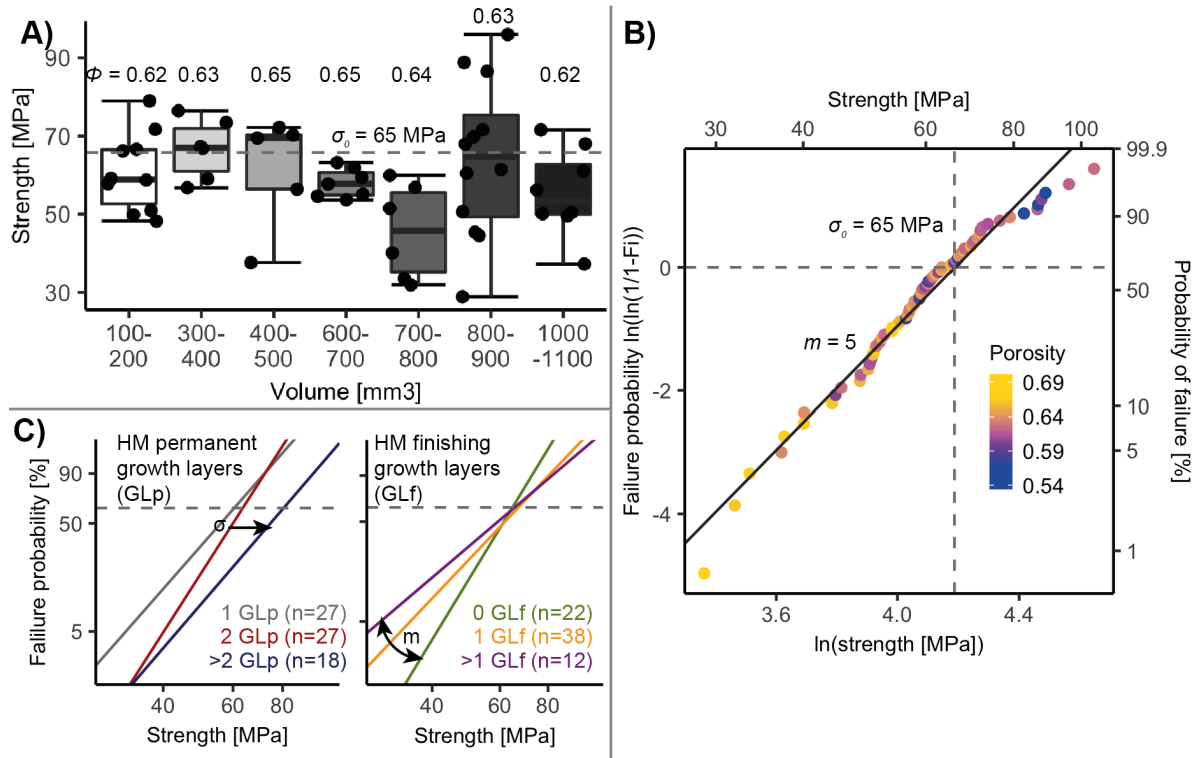 A)
0.63
ϕ = 0.62
0.63
0.65
0.65
0.64
0.62
σ₀ = 65 MPa
Strength [MPa]
90
70
50
30
100-
200
300-
400
400-
500
600-
700
700-
800
800-
900
1000
-1100
Volume [mm3]
B)
Strength [MPa]
30
40
60
80
100
σ₀ = 65 MPa
m = 5
Failure probability ln(ln(1/1-Fi))
0
-2
-4
99.9
90
50
10
5
1
Probability of failure [%]
Porosity
0.69
0.64
0.59
0.54
3.6
4.0
4.4
ln(strength [MPa])
C)
HM permanent
growth layers
(GLp)
Falilure probability [%]
90
50
5
σ
1 GLp (n=27)
2 GLp (n=27)
>2 GLp (n=18)
40
60
80
Strength [MPa]
HM finishing
growth layers
(GLf)
m
0 GLf (n=22)
1 GLf (n=38)
>1 GLf (n=12)
40
60
80
Strength [MPa]